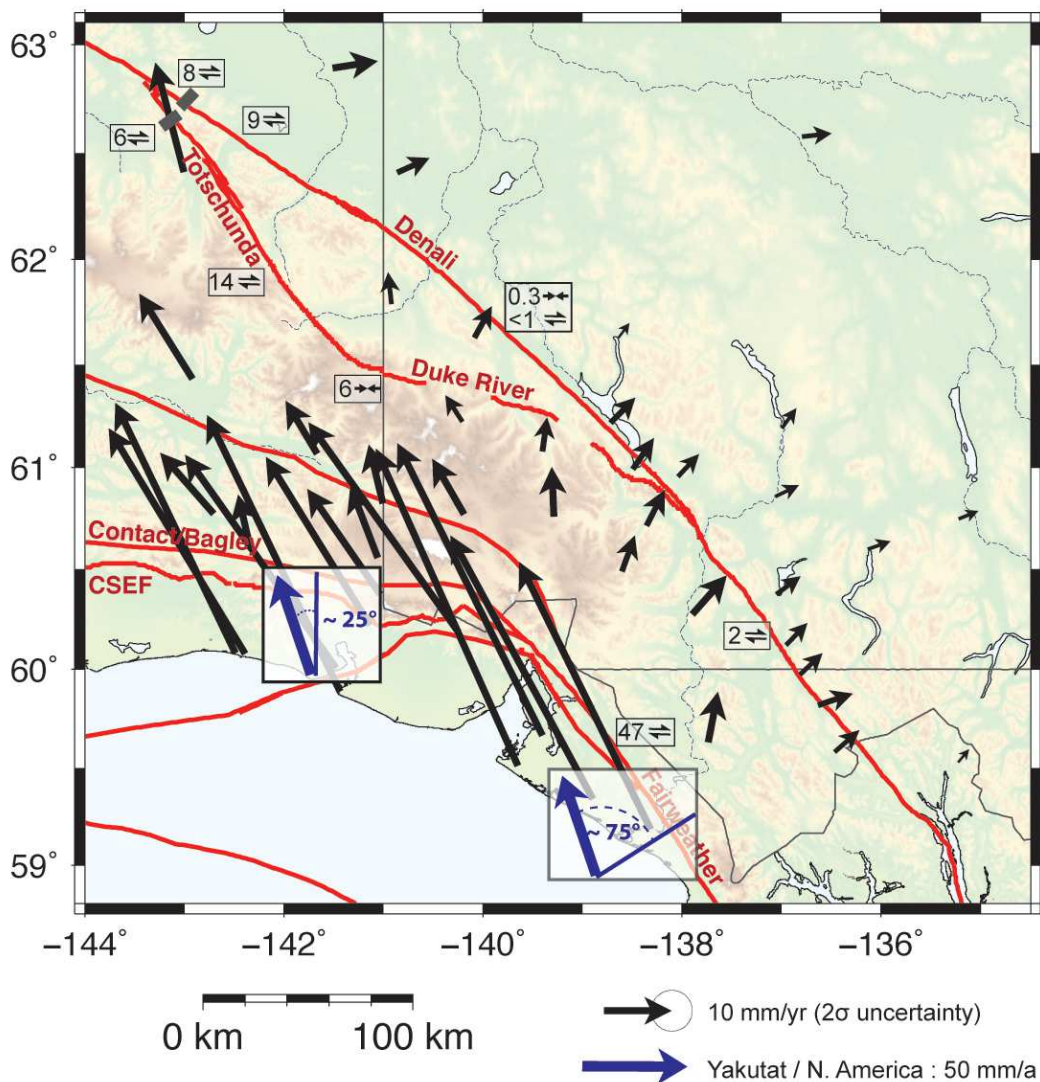 63°
62°
61°
60°
59°
8⇌
9⇌
6⇌
Totschunda
Denali
14⇌
0.3
<1⇌
Duke River
6
Contact/Bagley
CSEF
~ 25°
2⇌
47⇌
Fairweather
~ 75°
−144° −142° −140° −138° −136°
0 km 100 km
10 mm/yr (2σ uncertainty)
Yakutat / N. America : 50 mm/a